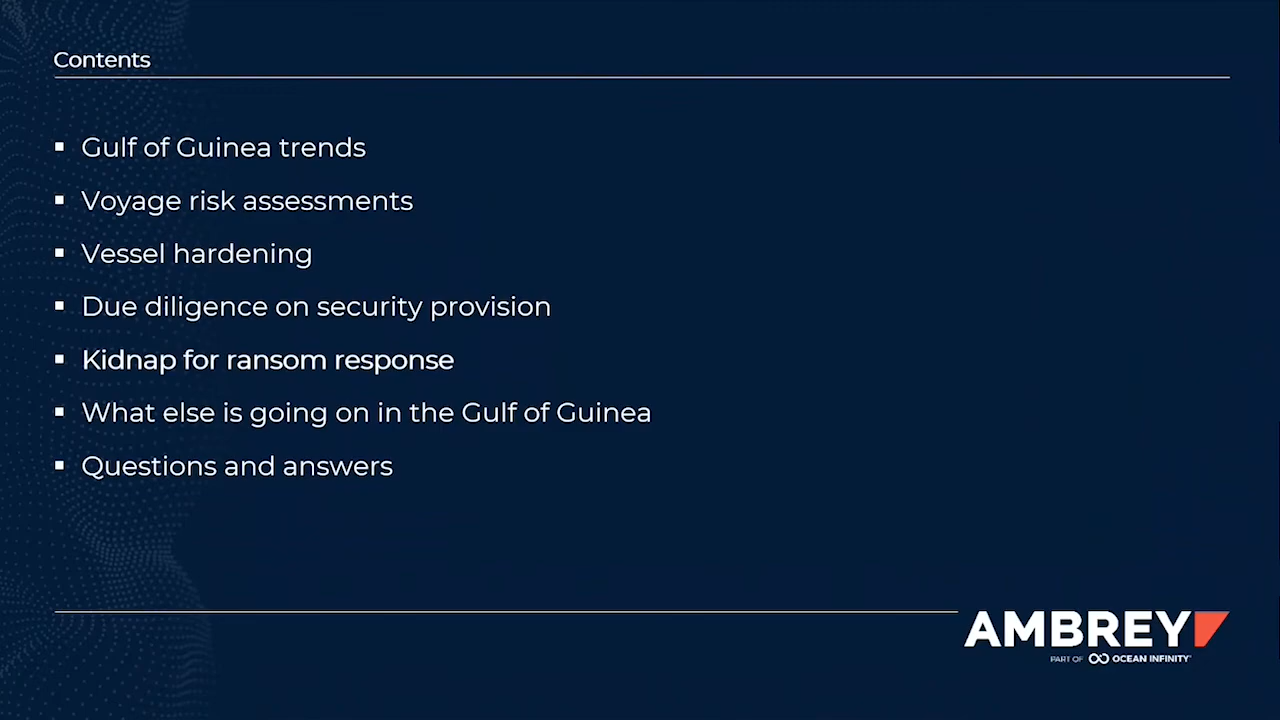 Contents
Gulf of Guinea trends
Voyage risk assessments
Vessel hardening
Due diligence on security provision
Kidnap for ransom response
What else is going on in the Gulf of Guinea
Questions and answers
AMBREY
PART OF OCEAN INFINITY